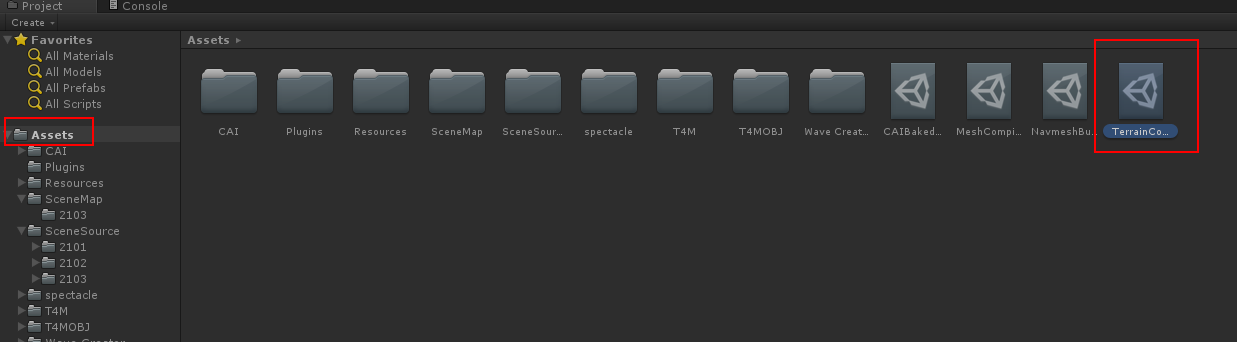 Project
Console
Create
Favorites
All Materials
All Models
All Prefabs
All Scripts
Assets
CAI
Plugins
Resources
SceneMap
2103
SceneSource
2101
2102
2103
spectacle
T4M
T4MOBJ
Wave Creator
Assets
CAI
Plugins
Resources
SceneMap
SceneSour...
spectacle
T4M
T4MOBJ
Wave Creat...
CAIBaked...
MeshCompi...
NavmeshBu...
TerrainCo...